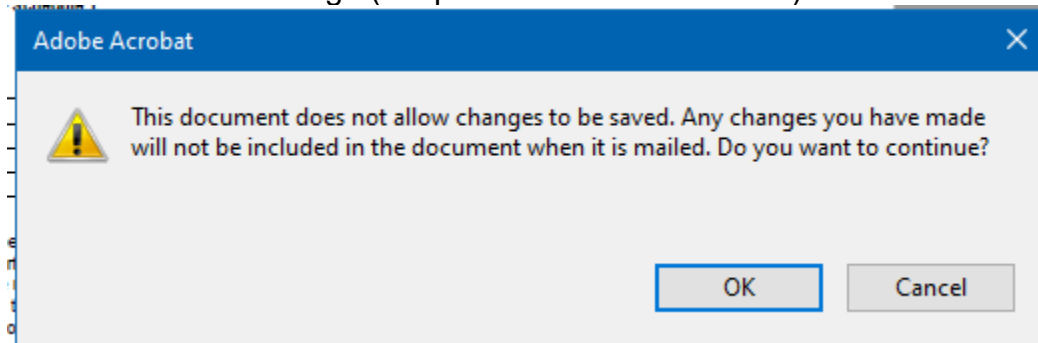 Adobe Acrobat
This document does not allow changes to be saved. Any changes you have made
will not be included in the document when it is mailed. Do you want to continue?
OK
Cancel